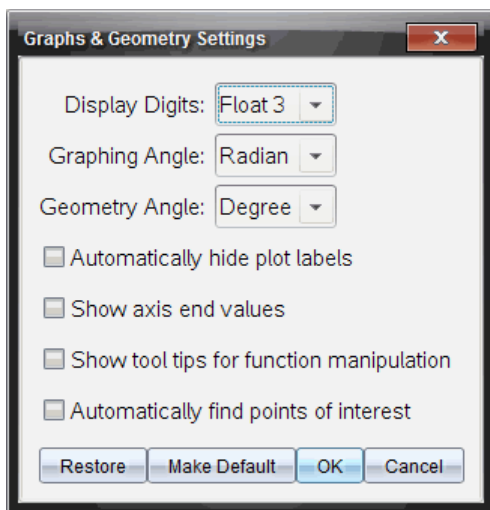 Graphs & Geometry Settings
Display Digits: Float 3
Graphing Angle: Radian
Geometry Angle: Degree
Automatically hide plot labels
Show axis end values
Show tool tips for function manipulation
Automatically find points of interest
Restore Make Default OK Cancel